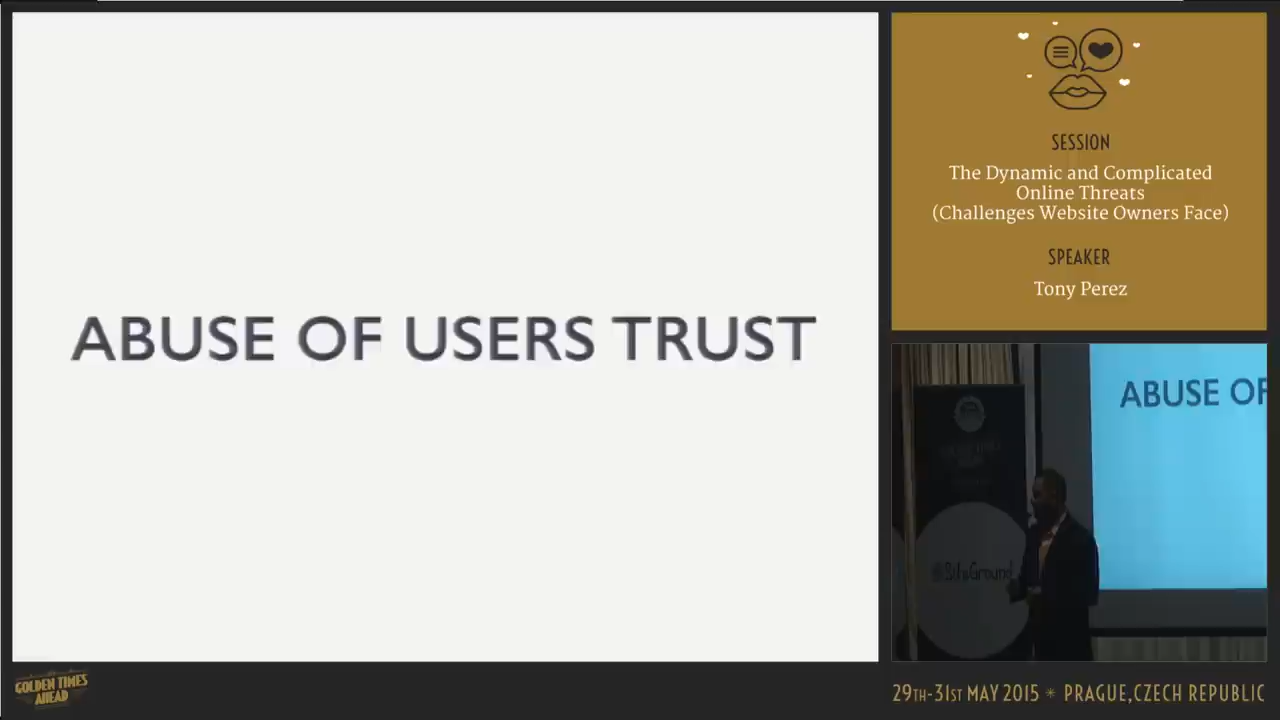 ABUSE OF USERS TRUST
SESSION
The Dynamic and Complicated
Online Threats
(Challenges Website Owners Face)
SPEAKER
Tony Perez
ABUSE OF
SiteGround
GOLDEN TIMES
AHEAD
29TH-31ST MAY 2015 * PRAGUE, CZECH REPUBLIC